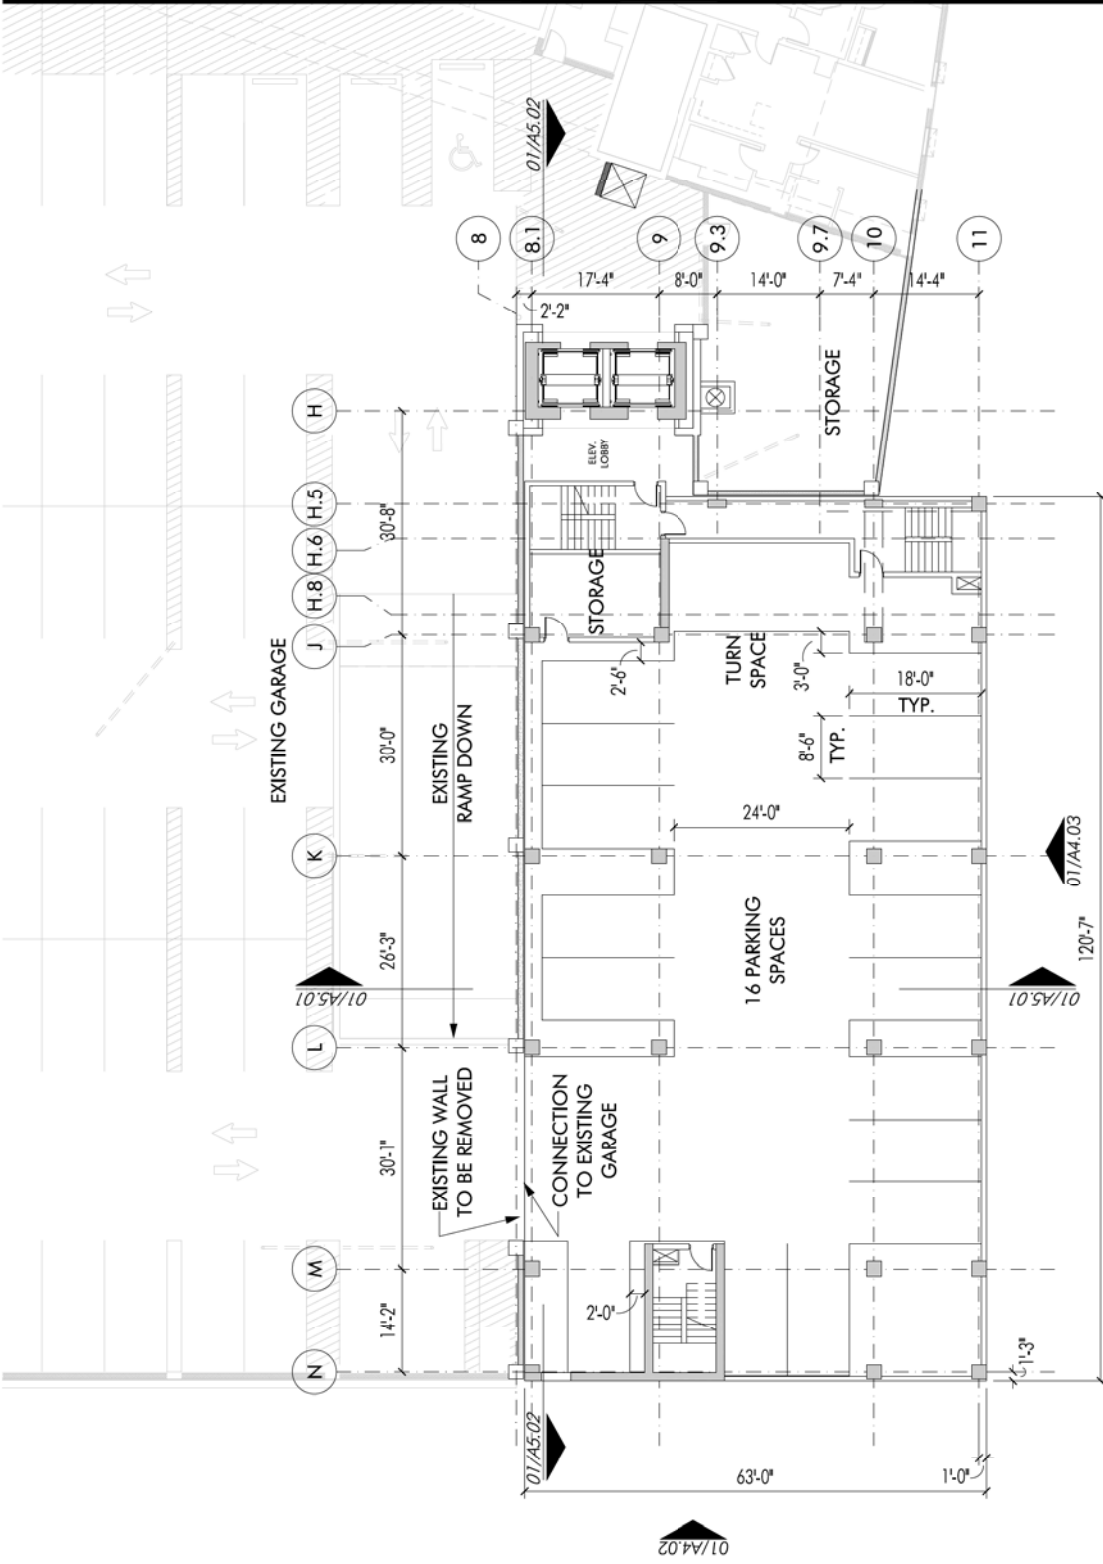 01/A5.02
8
8.1
9
9.3
9.7
10
11
17'-4"
8'-0"
14'-0"
7'-4"
14'-4"
2'-2"
H
H.5
H.6
H.8
J
K
L
M
N
30'-8"
30'-0"
26'-3"
30'-1"
14'-2"
ELEV.
LOBBY
STORAGE
STORAGE
EXISTING GARAGE
EXISTING
RAMP DOWN
2'-6"
TURN
SPACE
3'-0"
18'-0"
TYP.
8'-6"
TYP.
24'-0"
01/A4.03
120'-7"
16 PARKING
SPACES
01/A5.01
01/A5.01
EXISTING WALL
TO BE REMOVED
CONNECTION
TO EXISTING
GARAGE
2'-0"
1'-3"
01/A5.02
63'-0"
1'-0"
01/A4.02